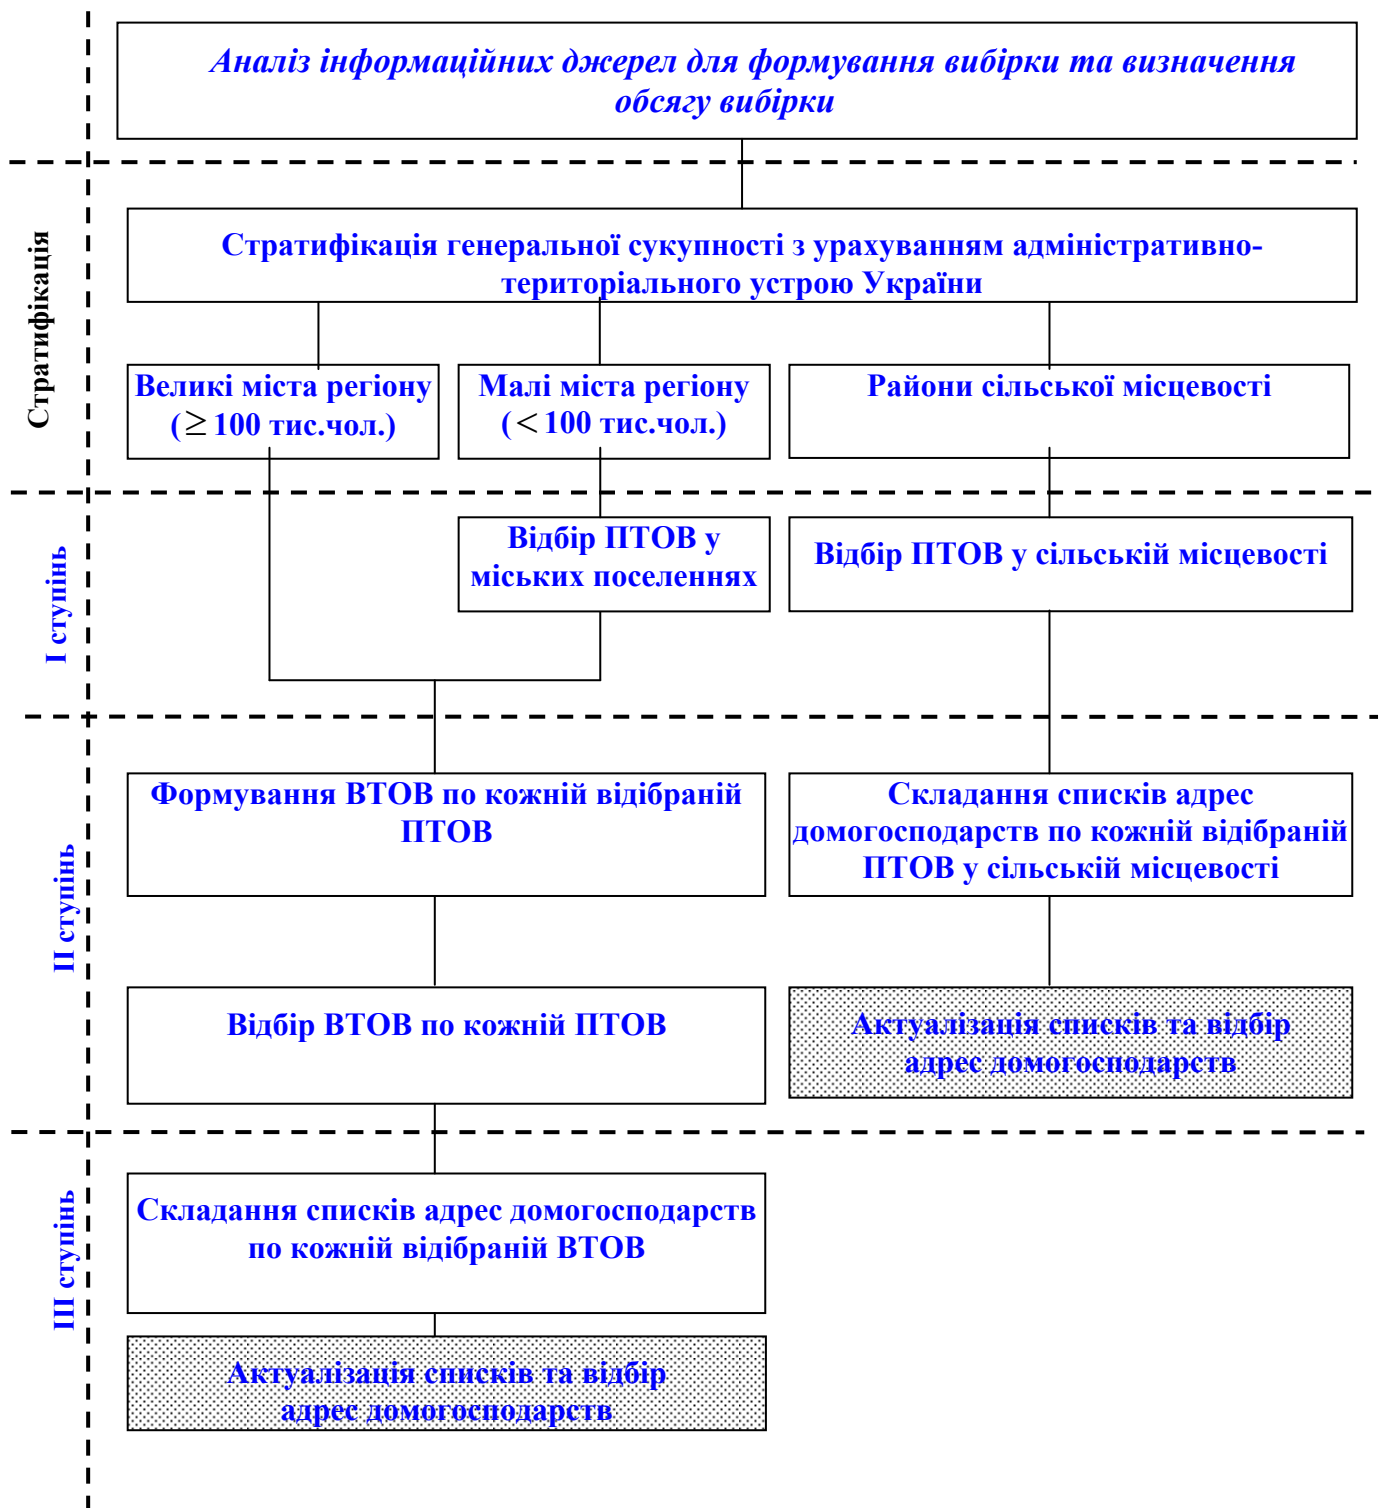 Аналіз інформаційних джерел для формування вибірки та визначення
обсягу вибірки
Стратифікація
Стратифікація генеральної сукупності з урахуванням адміністративно-
територіального устрою України
Великі міста регіону
(≥ 100 тис.чол.)
Малі міста регіону
(< 100 тис.чол.)
Райони сільської місцевості
I ступінь
Відбір ПТОВ у
міських поселеннях
Відбір ПТОВ у сільській місцевості
II ступінь
Формування ВТОВ по кожній відібраній
ПТОВ
Складання списків адрес
домогосподарств по кожній відібраній
ПТОВ у сільській місцевості
Відбір ВТОВ по кожній ПТОВ
Актуалізація списків та відбір
адрес домогосподарств
III ступінь
Складання списків адрес домогосподарств
по кожній відібраній ВТОВ
Актуалізація списків та відбір
адрес домогосподарств